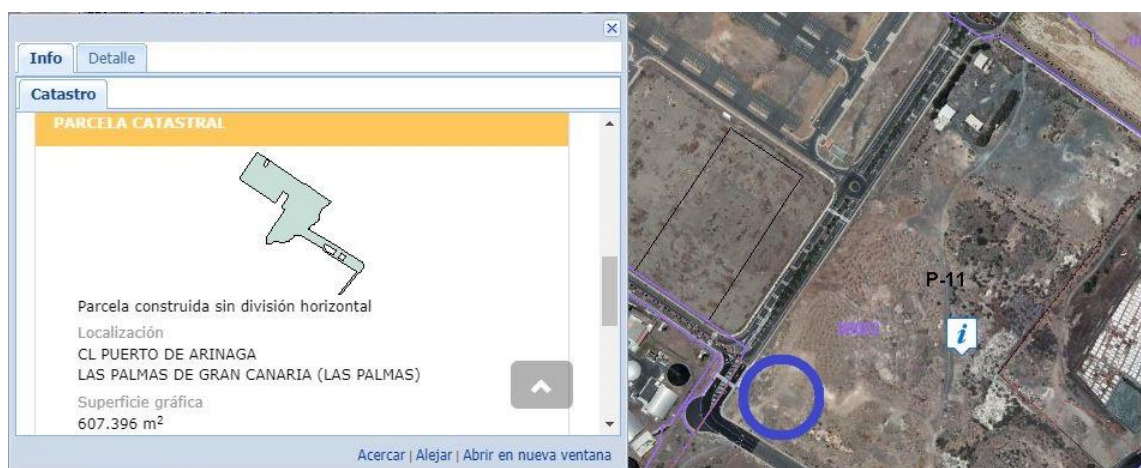 Info
Detalle
Catastro
PARCELA CATASTRAL
Parcela construida sin división horizontal
Localización
CL PUERTO DE ARINAGA
LAS PALMAS DE GRAN CANARIA (LAS PALMAS)
Superficie gráfica
607.396 m²
Acercar | Alejar | Abrir en nueva ventana
P-11
i